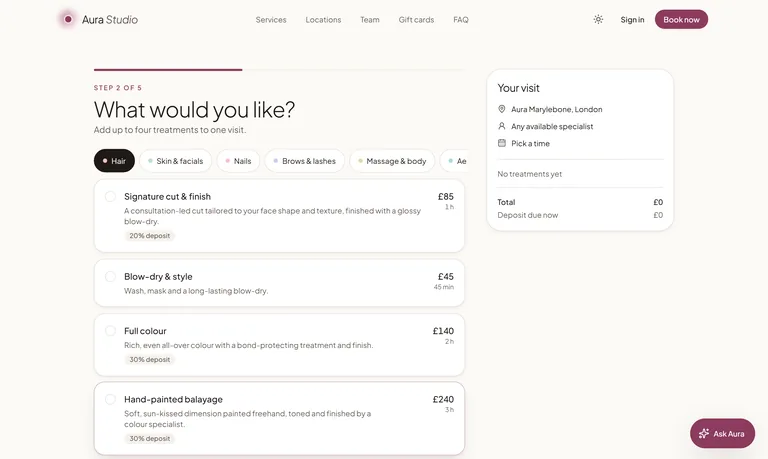 Aura Studio
Services
Locations
Team
Gift cards
FAQ
Sign in
Book now
STEP 2 OF 5
What would you like?
Add up to four treatments to one visit.
Hair
Skin & facials
Nails
Brows & lashes
Massage & body
Ae
Signature cut & finish
£85
A consultation-led cut tailored to your face shape and texture, finished with a glossy
1 h
blow-dry.
20% deposit
Blow-dry & style
£45
Wash, mask and a long-lasting blow-dry.
45 min
Full colour
£140
Rich, even all-over colour with a bond-protecting treatment and finish.
2 h
30% deposit
Hand-painted balayage
£240
Soft, sun-kissed dimension painted freehand, toned and finished by a
3 h
colour specialist.
30% deposit
Your visit
Aura Marylebone, London
Any available specialist
Pick a time
No treatments yet
Total
£0
Deposit due now
£0
Ask Aura